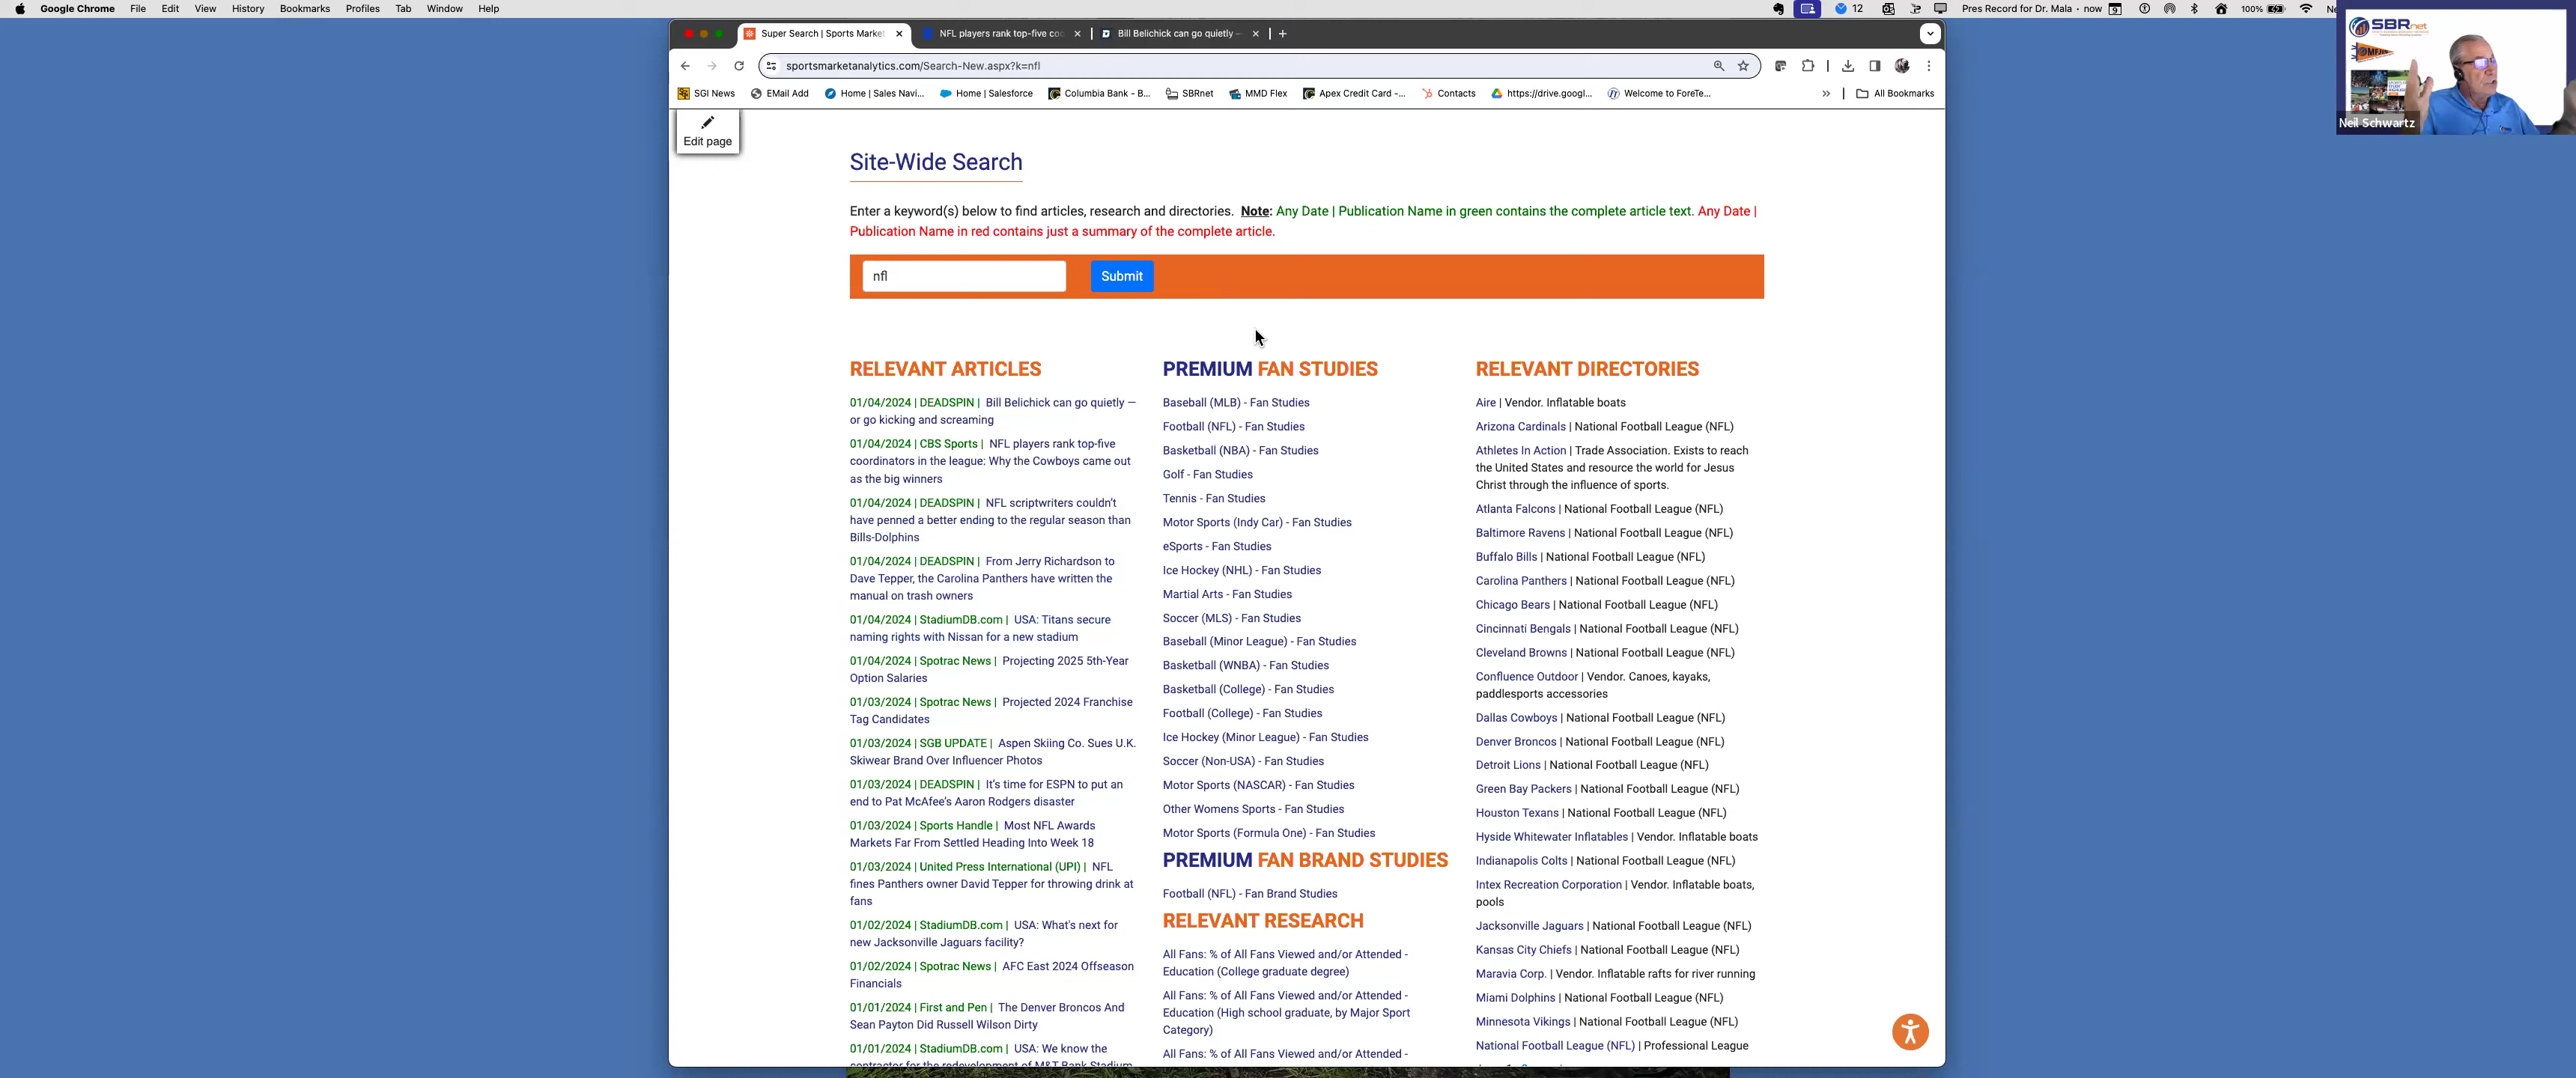 Google Chrome File Edit View History Bookmarks Profiles Tab Window Help
12 Pres Record for Dr. Mala • now 9 100%
Super Search | Sports Market
NFL players rank top-five co
Bill Belichick can go quietly —
sportsmarketanalytics.com/Search-New.aspx?k=nfl
SGI News EMail Add Home | Sales Navi... Home | Salesforce Columbia Bank - B... SBRnet MMD Flex Apex Credit Card -... Contacts https://drive.googl... Welcome to ForeTe... » All Bookmarks
SBRnet
Neil Schwartz
Edit page
Site-Wide Search
Enter a keyword(s) below to find articles, research and directories. Note: Any Date | Publication Name in green contains the complete article text. Any Date |
Publication Name in red contains just a summary of the complete article.
nfl Submit
RELEVANT ARTICLES
01/04/2024 | DEADSPIN | Bill Belichick can go quietly —
or go kicking and screaming
01/04/2024 | CBS Sports | NFL players rank top-five
coordinators in the league: Why the Cowboys came out
as the big winners
01/04/2024 | DEADSPIN | NFL scriptwriters couldn't
have penned a better ending to the regular season than
Bills-Dolphins
01/04/2024 | DEADSPIN | From Jerry Richardson to
Dave Tepper, the Carolina Panthers have written the
manual on trash owners
01/04/2024 | StadiumDB.com | USA: Titans secure
naming rights with Nissan for a new stadium
01/04/2024 | Spotrac News | Projecting 2025 5th-Year
Option Salaries
01/03/2024 | Spotrac News | Projected 2024 Franchise
Tag Candidates
01/03/2024 | SGB UPDATE | Aspen Skiing Co. Sues U.K.
Skiwear Brand Over Influencer Photos
01/03/2024 | DEADSPIN | It's time for ESPN to put an
end to Pat McAfee's Aaron Rodgers disaster
01/03/2024 | Sports Handle | Most NFL Awards
Markets Far From Settled Heading Into Week 18
01/03/2024 | United Press International (UPI) | NFL
fines Panthers owner David Tepper for throwing drink at
fans
01/02/2024 | StadiumDB.com | USA: What's next for
new Jacksonville Jaguars facility?
01/02/2024 | Spotrac News | AFC East 2024 Offseason
Financials
01/01/2024 | First and Pen | The Denver Broncos And
Sean Payton Did Russell Wilson Dirty
01/01/2024 | StadiumDB.com | USA: We know the
contractor for the redevelopment of M&T Bank Stadium
PREMIUM FAN STUDIES
Baseball (MLB) - Fan Studies
Football (NFL) - Fan Studies
Basketball (NBA) - Fan Studies
Golf - Fan Studies
Tennis - Fan Studies
Motor Sports (Indy Car) - Fan Studies
eSports - Fan Studies
Ice Hockey (NHL) - Fan Studies
Martial Arts - Fan Studies
Soccer (MLS) - Fan Studies
Baseball (Minor League) - Fan Studies
Basketball (WNBA) - Fan Studies
Basketball (College) - Fan Studies
Football (College) - Fan Studies
Ice Hockey (Minor League) - Fan Studies
Soccer (Non-USA) - Fan Studies
Motor Sports (NASCAR) - Fan Studies
Other Womens Sports - Fan Studies
Motor Sports (Formula One) - Fan Studies
PREMIUM FAN BRAND STUDIES
Football (NFL) - Fan Brand Studies
RELEVANT RESEARCH
All Fans: % of All Fans Viewed and/or Attended -
Education (College graduate degree)
All Fans: % of All Fans Viewed and/or Attended -
Education (High school graduate, by Major Sport
Category)
All Fans: % of All Fans Viewed and/or Attended -
RELEVANT DIRECTORIES
Aire | Vendor. Inflatable boats
Arizona Cardinals | National Football League (NFL)
Athletes In Action | Trade Association. Exists to reach
the United States and resource the world for Jesus
Christ through the influence of sports.
Atlanta Falcons | National Football League (NFL)
Baltimore Ravens | National Football League (NFL)
Buffalo Bills | National Football League (NFL)
Carolina Panthers | National Football League (NFL)
Chicago Bears | National Football League (NFL)
Cincinnati Bengals | National Football League (NFL)
Cleveland Browns | National Football League (NFL)
Confluence Outdoor | Vendor. Canoes, kayaks,
paddlesports accessories
Dallas Cowboys | National Football League (NFL)
Denver Broncos | National Football League (NFL)
Detroit Lions | National Football League (NFL)
Green Bay Packers | National Football League (NFL)
Houston Texans | National Football League (NFL)
Hyside Whitewater Inflatables | Vendor. Inflatable boats
Indianapolis Colts | National Football League (NFL)
Intex Recreation Corporation | Vendor. Inflatable boats,
pools
Jacksonville Jaguars | National Football League (NFL)
Kansas City Chiefs | National Football League (NFL)
Maravia Corp. | Vendor. Inflatable rafts for river running
Miami Dolphins | National Football League (NFL)
Minnesota Vikings | National Football League (NFL)
National Football League (NFL) | Professional League